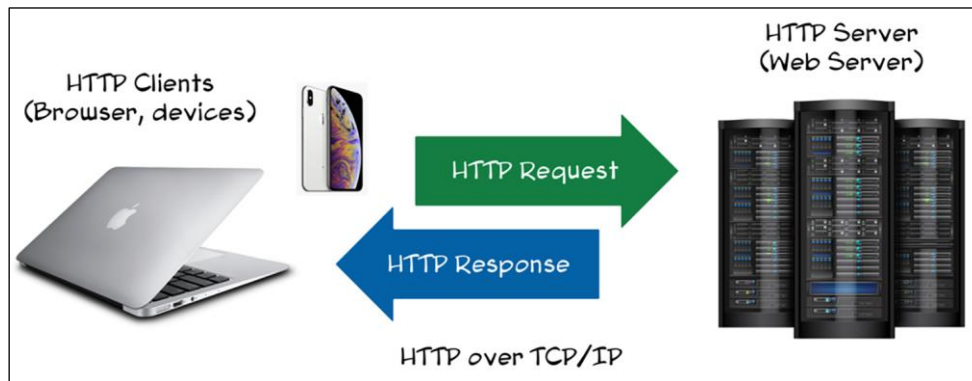 HTTP Clients
(Browser, devices)
HTTP Server
(Web Server)
HTTP Request
HTTP Response
HTTP over TCP/IP